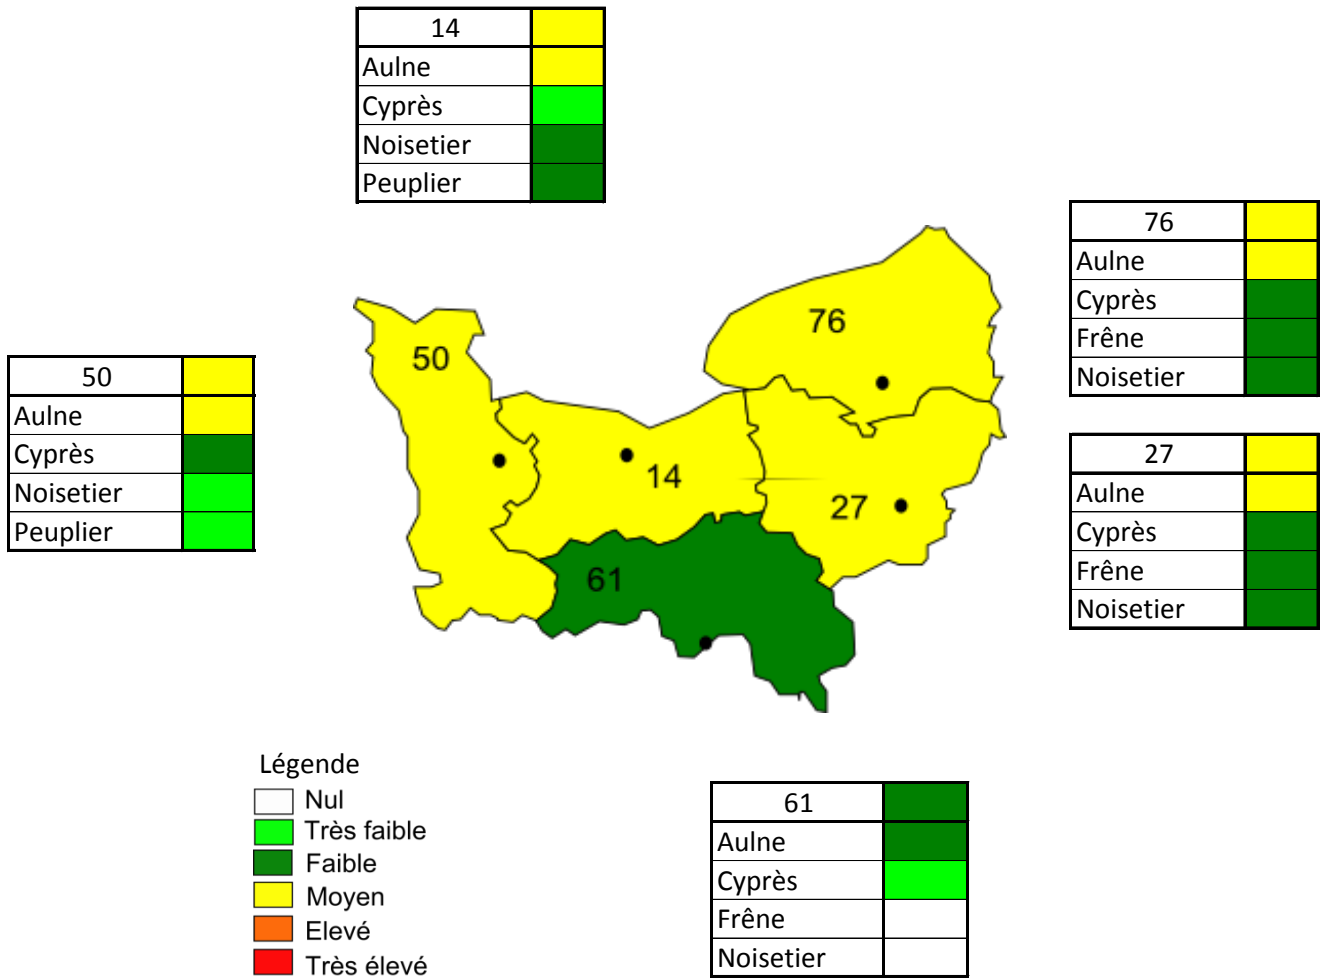 14
Aulne
Cyprès
Noisetier
Peuplier
76
Aulne
Cyprès
Frêne
Noisetier
50
Aulne
Cyprès
Noisetier
Peuplier
76
50
14
27
61
27
Aulne
Cyprès
Frêne
Noisetier
Légende
Nul
Très faible
Faible
Moyen
Elevé
Très élevé
61
Aulne
Cyprès
Frêne
Noisetier